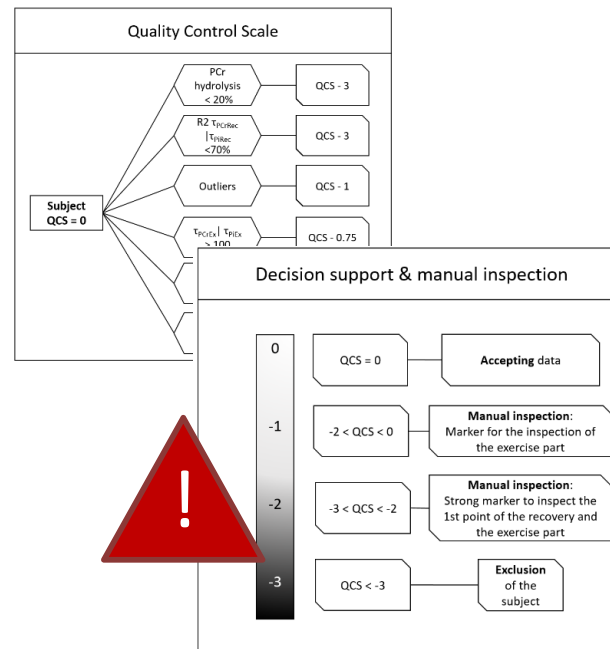 Quality Control Scale
PCr
hydrolysis
< 20%
QCS - 3
R2 τPCrRec
|τPiRec
<70%
QCS - 3
Outliers
QCS - 1
Subject
QCS = 0
τPCrEx| τPiEx
> 100
QCS - 0.75
Decision support & manual inspection
0
-1
-2
-3
QCS = 0
Accepting data
-2 < QCS < 0
Manual inspection:
Marker for the inspection of
the exercise part
-3 < QCS < -2
Manual inspection:
Strong marker to inspect the
1st point of the recovery and
the exercise part
QCS < -3
Exclusion
of the
subject
!